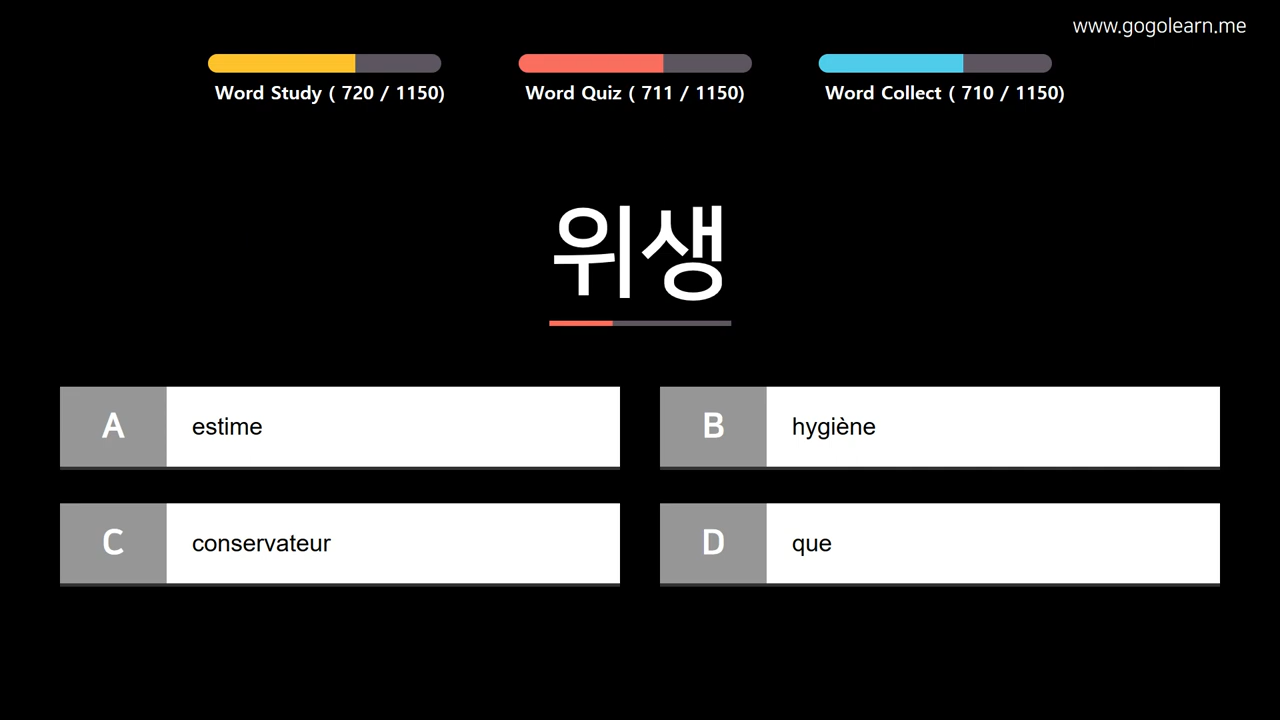 www.gogolearn.me
Word Study ( 720 / 1150)
Word Quiz ( 711 / 1150)
Word Collect ( 710 / 1150)
위생
A estime
B hygiène
C conservateur
D que